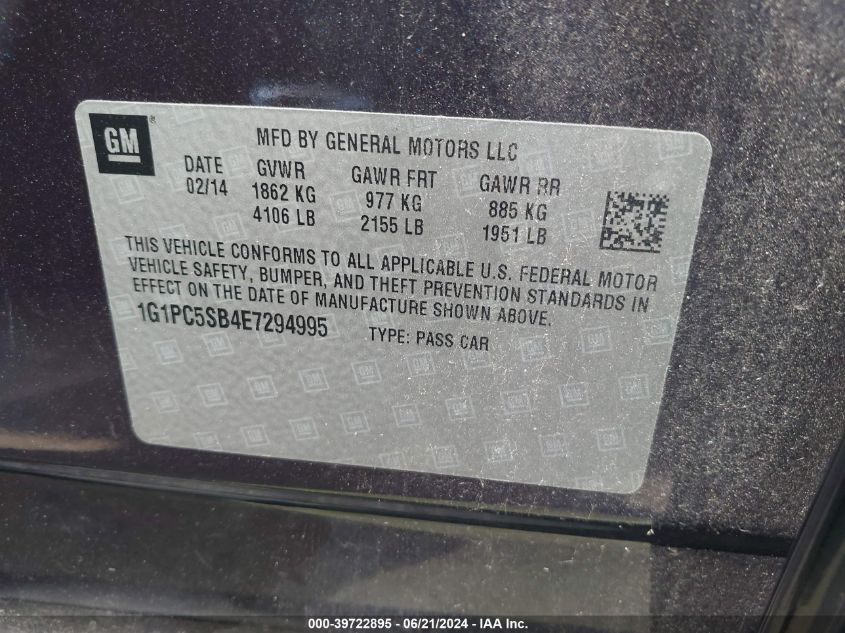 GM ®
MFD BY GENERAL MOTORS LLC
DATE GVWR GAWR FRT GAWR RR
02/14 1862 KG 977 KG 885 KG
4106 LB 2155 LB 1951 LB
THIS VEHICLE CONFORMS TO ALL APPLICABLE U.S. FEDERAL MOTOR
VEHICLE SAFETY, BUMPER, AND THEFT PREVENTION STANDARDS IN
EFFECT ON THE DATE OF MANUFACTURE SHOWN ABOVE.
1G1PC5SB4E7294995 TYPE: PASS CAR
000-39722895 - 06/21/2024 - IAA Inc.